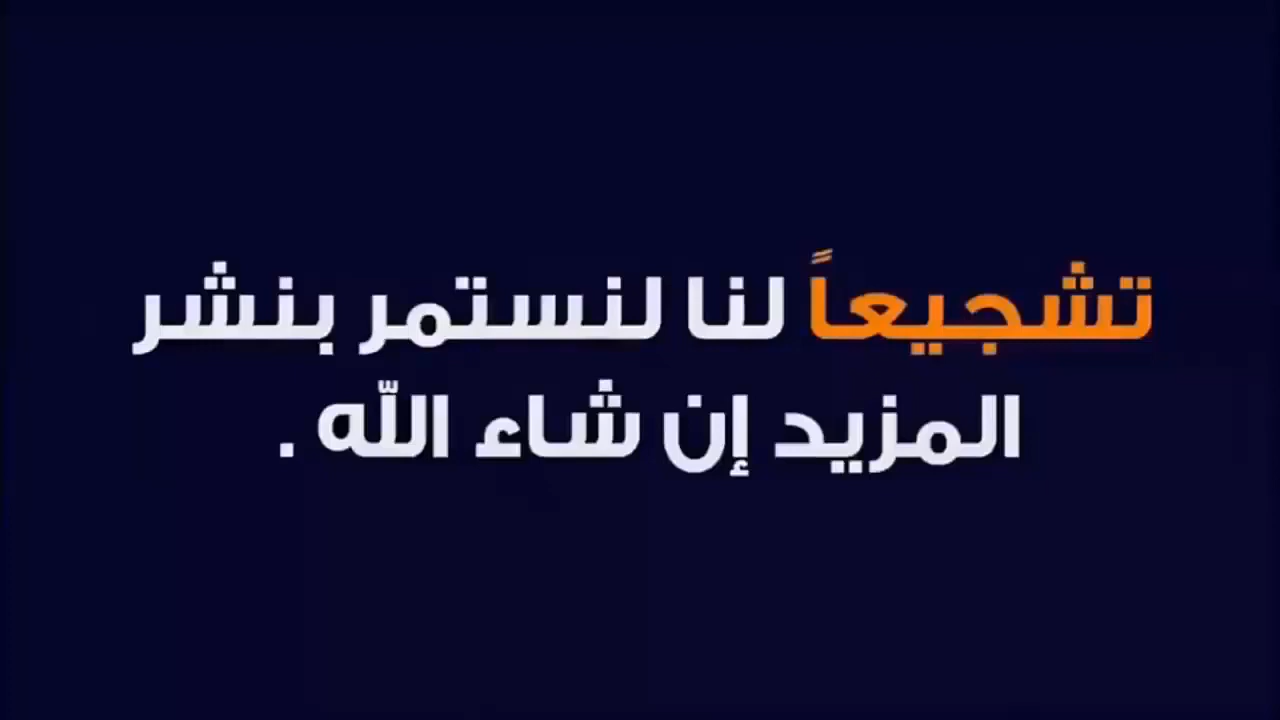 تشجيعاً لنا لنستمر بنشر
المزيد إن شاء اللّه .